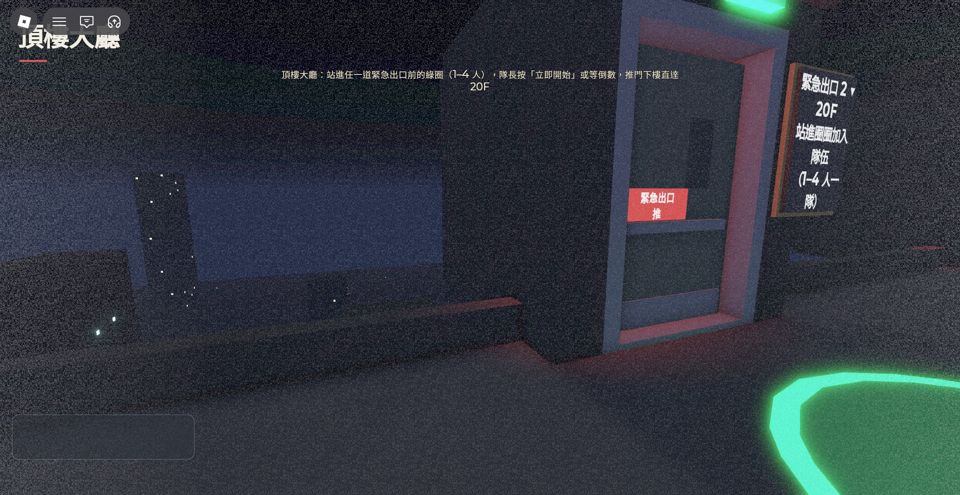 頂樓大廳
頂樓大廳：站進任一道緊急出口前的綠圈（1–4 人），隊長按「立即開始」或等倒數，推門下樓直達
20F
緊急出口 2 ▼
20F
站進圈圈加入
隊伍
(1–4 人一
隊)
緊急出口
推